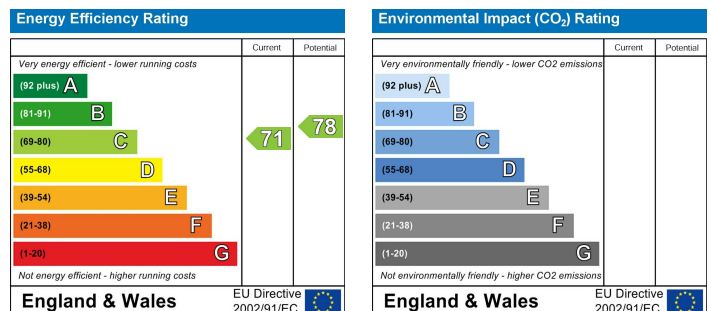 Energy Efficiency Rating
Current Potential
Very energy efficient - lower running costs
(92 plus) A
(81-91) B
(69-80) C
(55-68) D
(39-54) E
(21-38) F
(1-20) G
71
78
Not energy efficient - higher running costs
England & Wales
EU Directive
2002/91/EC
Environmental Impact (CO₂) Rating
Current Potential
Very environmentally friendly - lower CO2 emissions
(92 plus) A
(81-91) B
(69-80) C
(55-68) D
(39-54) E
(21-38) F
(1-20) G
Not environmentally friendly - higher CO2 emissions
England & Wales
EU Directive
2002/91/EC